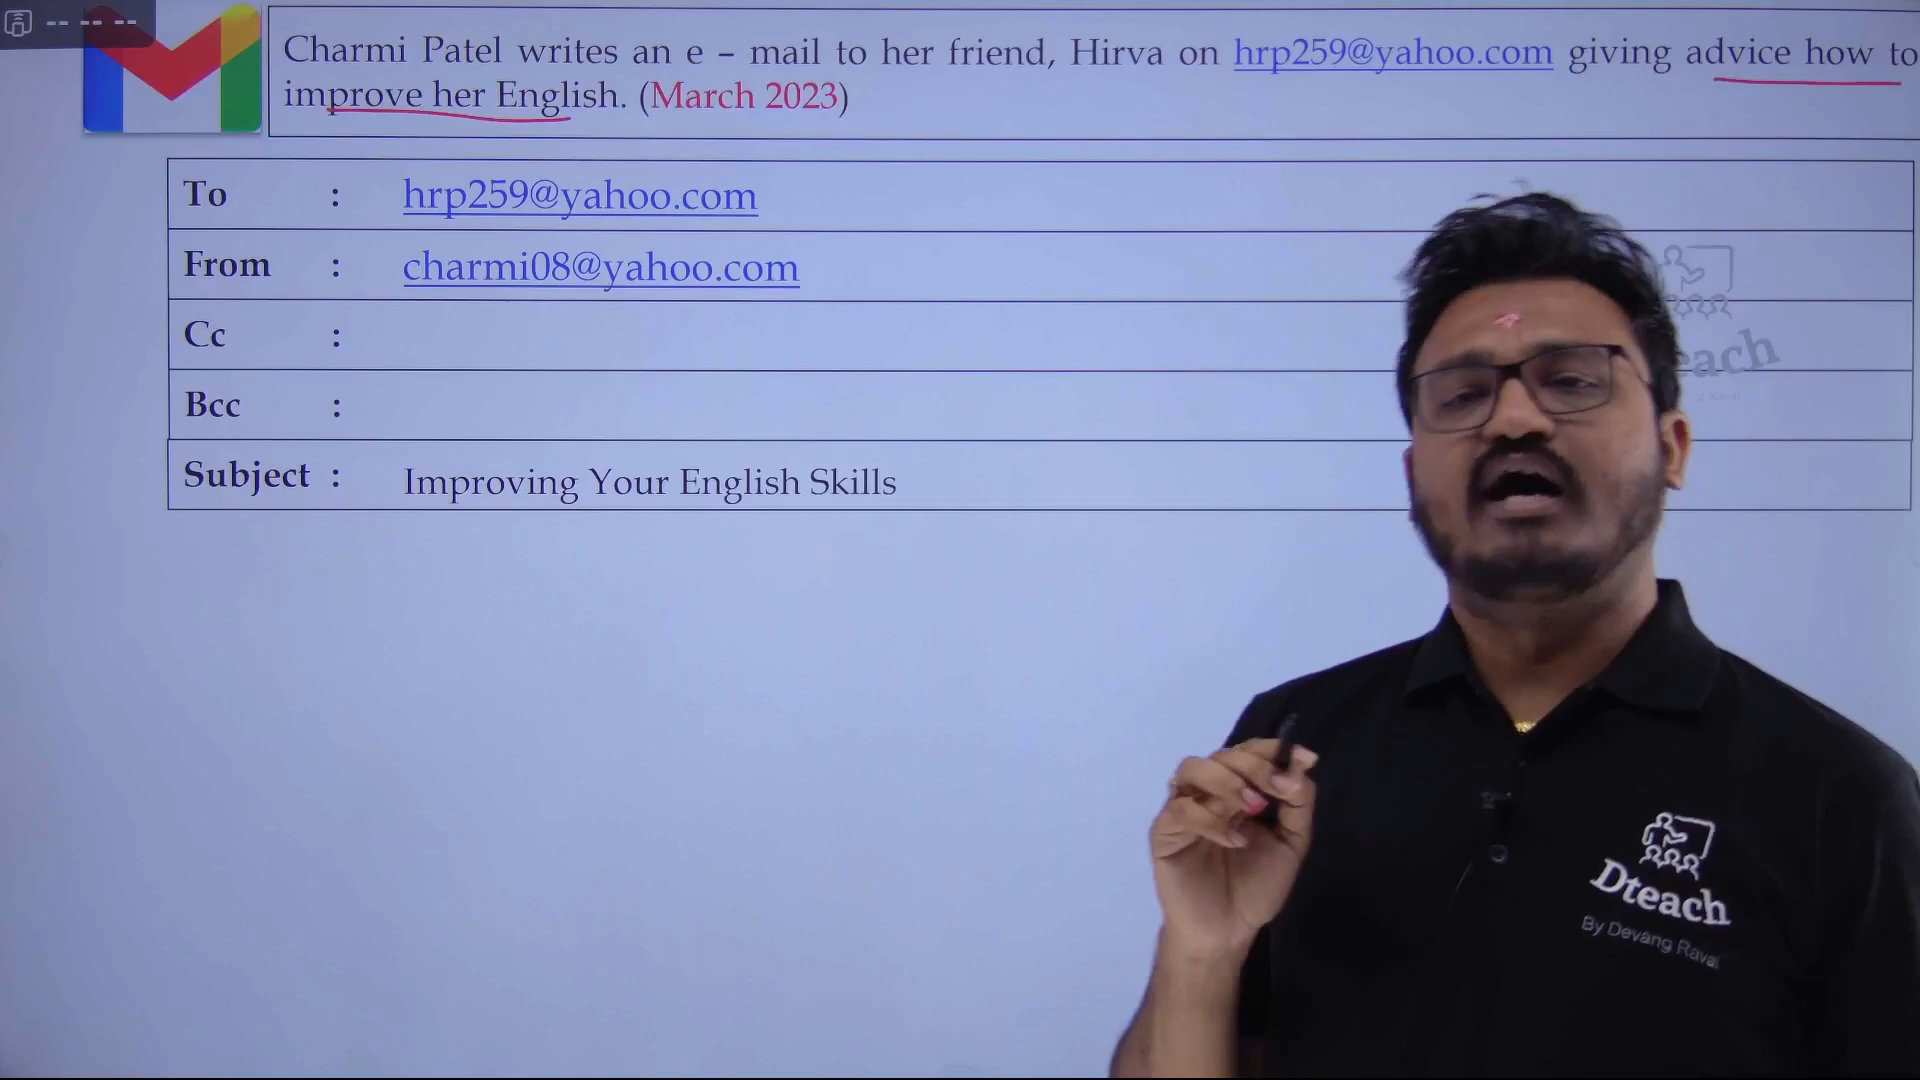 Charmi Patel writes an e – mail to her friend, Hirva on hrp259@yahoo.com giving advice how to
improve her English. (March 2023)
To : hrp259@yahoo.com
From : charmi08@yahoo.com
Cc :
Bcc :
Subject : Improving Your English Skills
each
Dteach
By Devang Raval